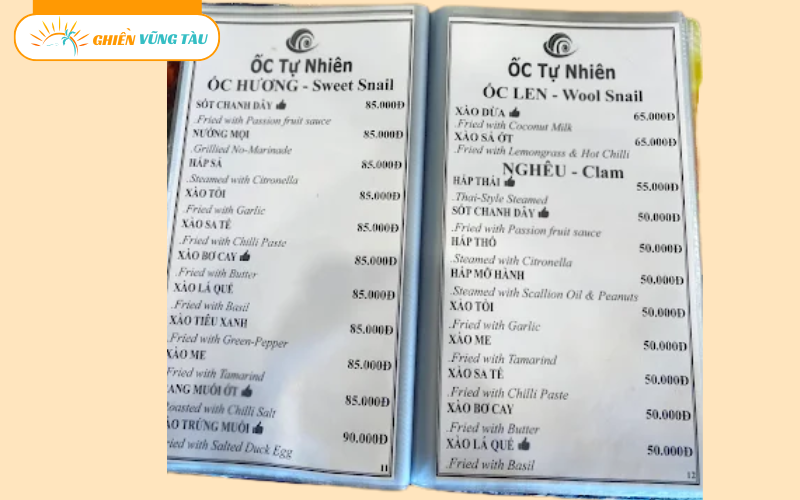 GHIỀN VŨNG TÀU
ỐC Tự Nhiên
ỐC HƯƠNG - Sweet Snail
SỐT CHANH DÂY 85.000Đ
.Fried with Passion fruit sauce
NƯỚNG MỌI 85.000Đ
.Grillied No-Marinade
HẤP SẢ 85.000Đ
.Steamed with Citronella
XÀO TỎI 85.000Đ
.Fried with Garlic
XÀO SA TẾ 85.000Đ
.Fried with Chilli Paste
XÀO BƠ CAY 85.000Đ
.Fried with Butter
XÀO LÁ QUẾ 85.000Đ
.Fried with Basil
XÀO TIÊU XANH 85.000Đ
.Fried with Green-Pepper
XÀO ME 85.000Đ
Fried with Tamarind
ANG MUỐI ỚT 85.000Đ
oasted with Chilli Salt
ÀO TRỨNG MUỐI 90.000Đ
ried with Salted Duck Egg
11
ỐC Tự Nhiên
ỐC LEN - Wool Snail
XÀO DỪA 65.000Đ
.Fried with Coconut Milk
XÀO SẢ ỚT 65.000Đ
.Fried with Lemongrass & Hot Chilli
NGHÊU - Clam
HẤP THÁI 55.000Đ
.Thai-Style Steamed
SỐT CHANH DÂY 50.000Đ
.Fried with Passion fruit sauce
HẤP THỐ 50.000Đ
.Steamed with Citronella
HẤP MỠ HÀNH 50.000Đ
.Steamed with Scallion Oil & Peanuts
XÀO TỎI 50.000Đ
.Fried with Garlic
XÀO ME 50.000Đ
.Fried with Tamarind
XÀO SA TẾ 50.000Đ
.Fried with Chilli Paste
XÀO BƠ CAY 50.000Đ
.Fried with Butter
XÀO LÁ QUẾ 50.000Đ
.Fried with Basil
12